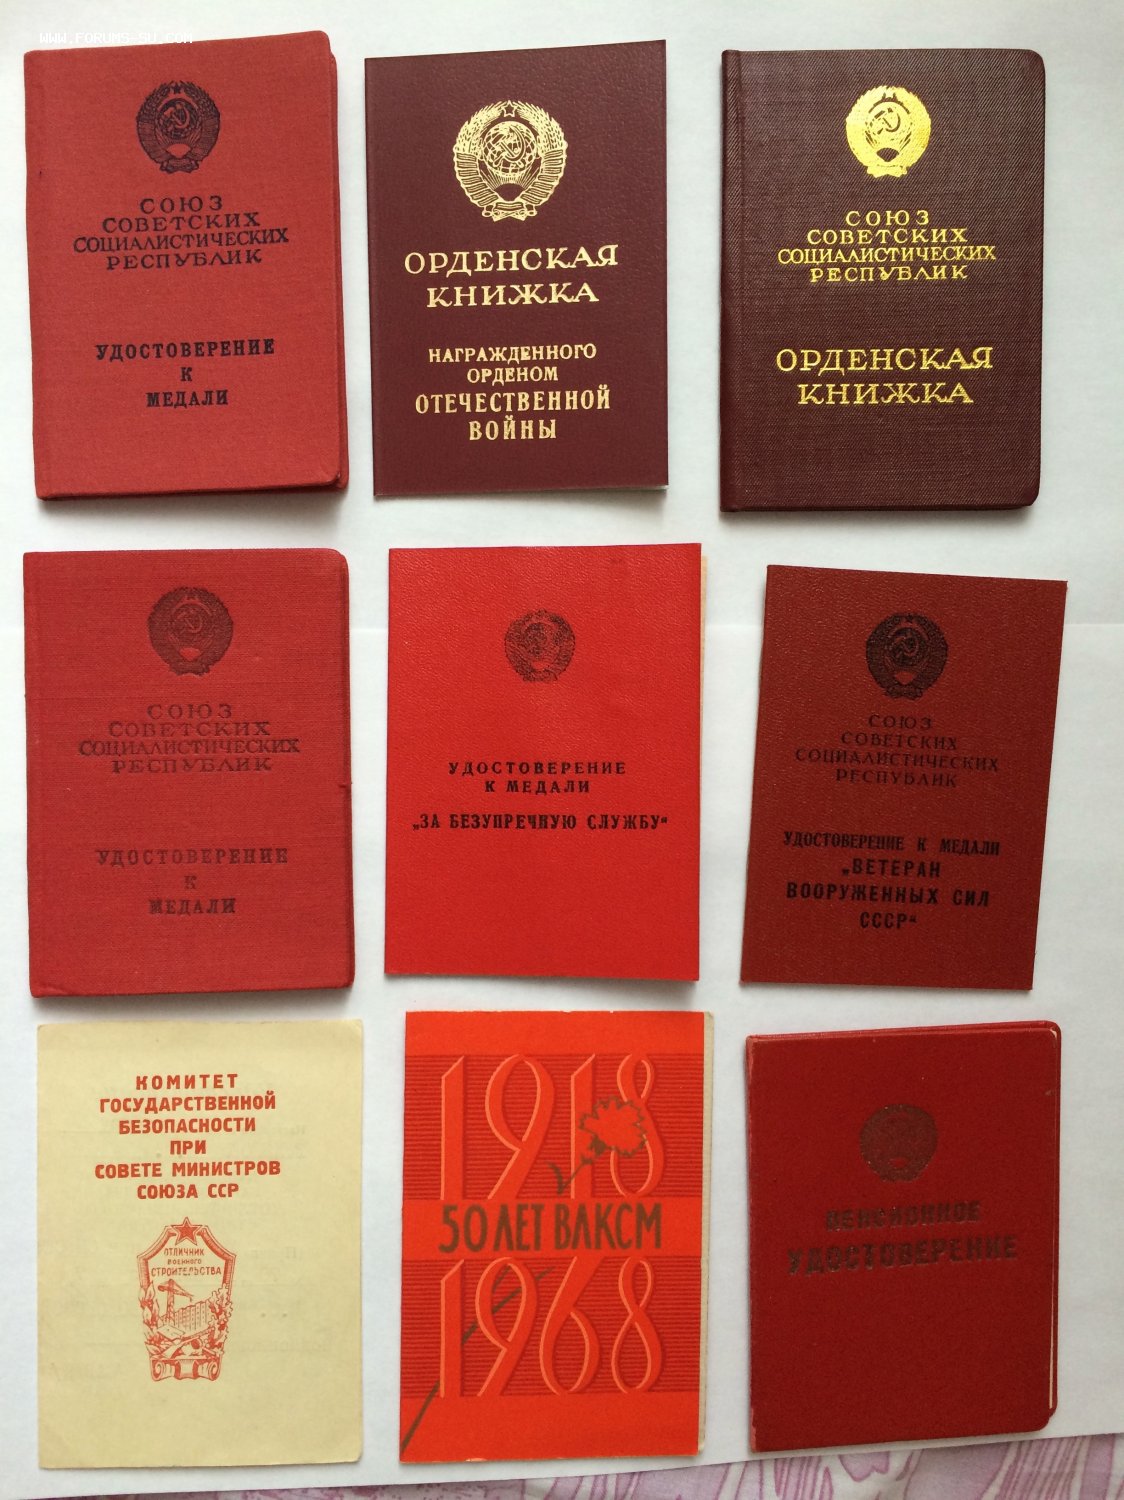 WWW.FORUMS-SU.COM
СОЮЗ
СОВЕТСКИХ
СОЦИАЛИСТИЧЕСКИХ
РЕСПУБЛИК
УДОСТОВЕРЕНИЕ
К
МЕДАЛИ
ОРДЕНСКАЯ
КНИЖКА
НАГРАЖДЕННОГО
ОРДЕНОМ
ОТЕЧЕСТВЕННОЙ
ВОЙНЫ
СОЮЗ
СОВЕТСКИХ
СОЦИАЛИСТИЧЕСКИХ
РЕСПУБЛИК
ОРДЕНСКАЯ
КНИЖКА
СОЮЗ
СОВЕТСКИХ
СОЦИАЛИСТИЧЕСКИХ
РЕСПУБЛИК
УДОСТОВЕРЕНИЕ
К
МЕДАЛИ
УДОСТОВЕРЕНИЕ
К МЕДАЛИ
„ЗА БЕЗУПРЕЧНУЮ СЛУЖБУ“
СОЮЗ
СОВЕТСКИХ
СОЦИАЛИСТИЧЕСКИХ
РЕСПУБЛИК
УДОСТОВЕРЕНИЕ К МЕДАЛИ
„ВЕТЕРАН
ВООРУЖЕННЫХ СИЛ
СССР“
КОМИТЕТ
ГОСУДАРСТВЕННОЙ
БЕЗОПАСНОСТИ
ПРИ
СОВЕТЕ МИНИСТРОВ
СОЮЗА ССР
ОТЛИЧНИК
ВОЕННОГО
СТРОИТЕЛЬСТВА
1918
50 ЛЕТ ВЛКСМ
1968
ПЕНСИОННОЕ
УДОСТОВЕРЕНИЕ